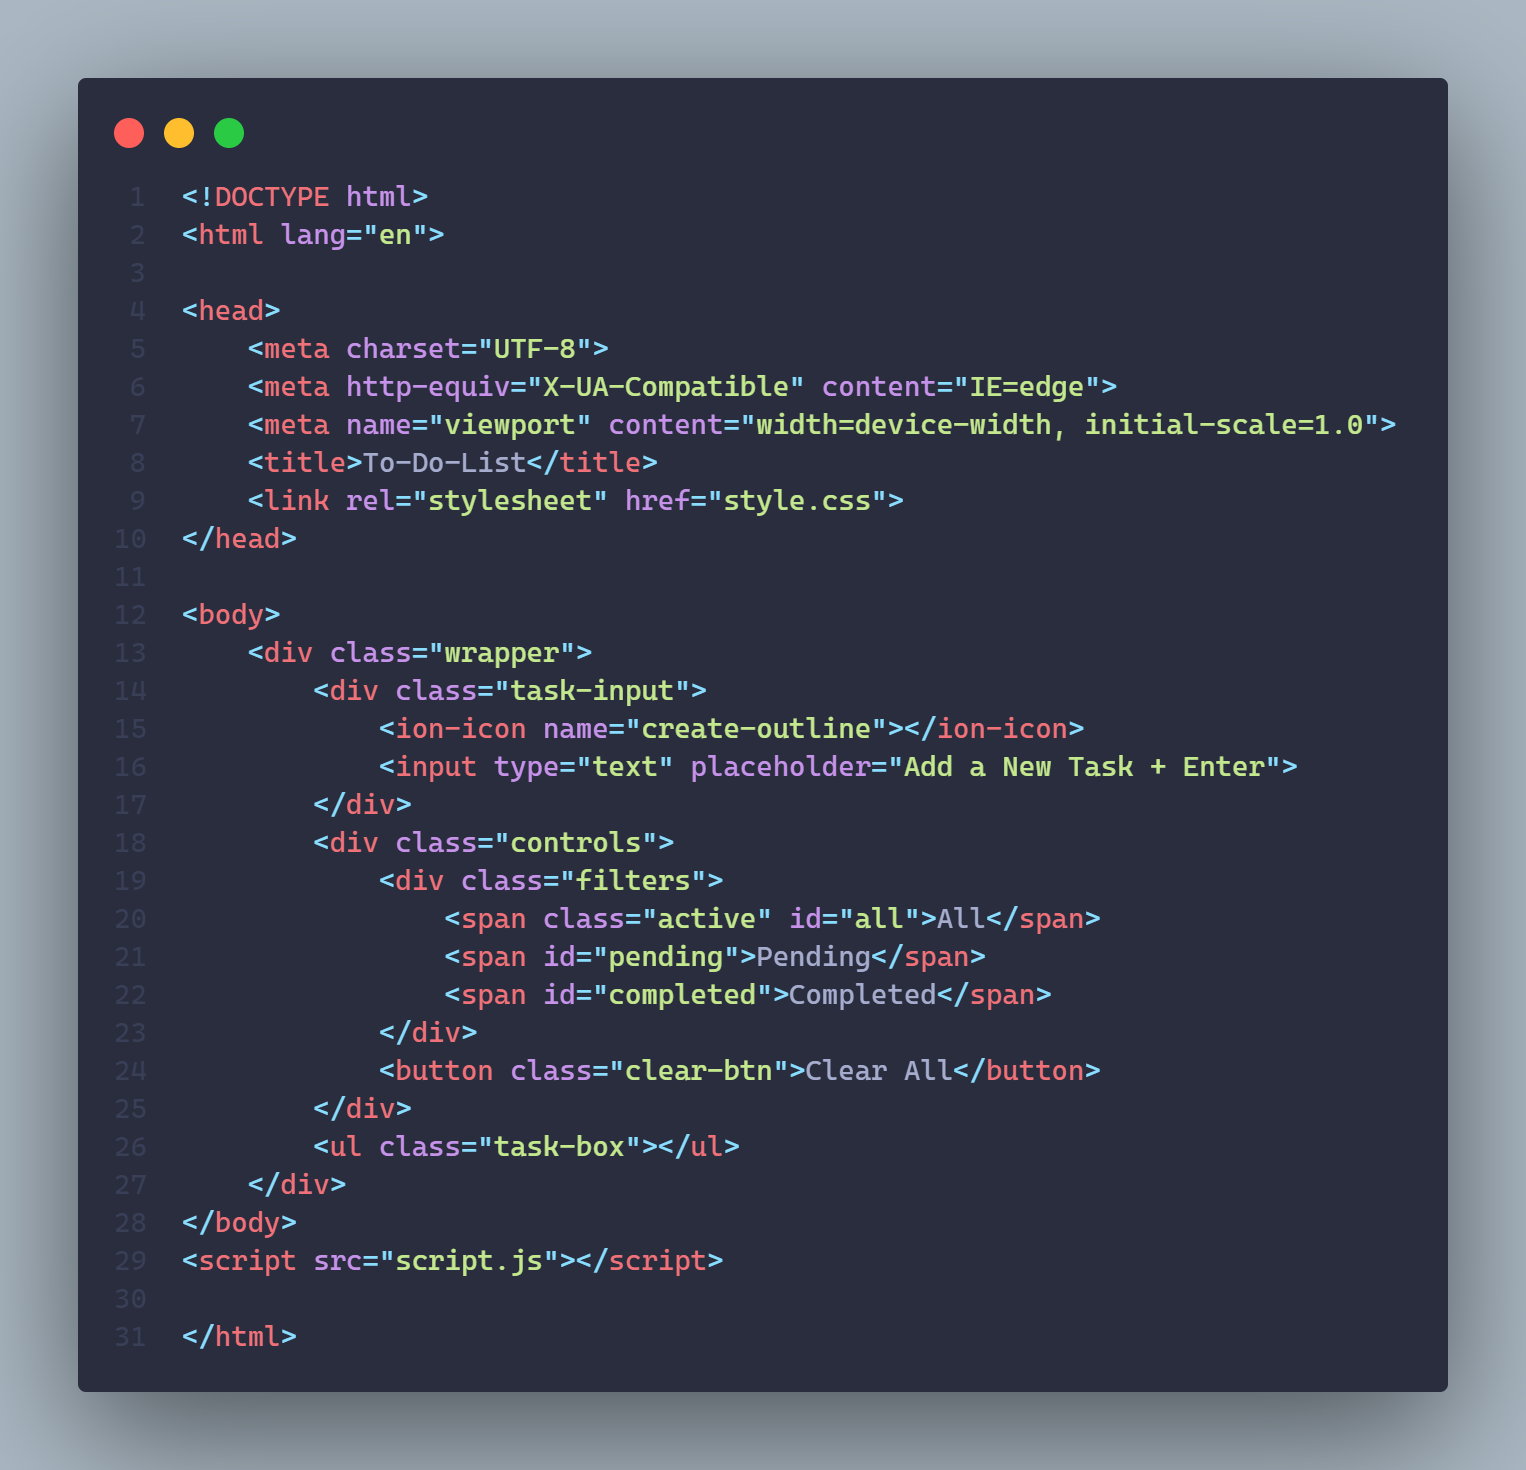 1 <!DOCTYPE html>
2 <html lang="en">
3
4 <head>
5     <meta charset="UTF-8">
6     <meta http-equiv="X-UA-Compatible" content="IE=edge">
7     <meta name="viewport" content="width=device-width, initial-scale=1.0">
8     <title>To-Do-List</title>
9     <link rel="stylesheet" href="style.css">
10 </head>
11
12 <body>
13     <div class="wrapper">
14         <div class="task-input">
15             <ion-icon name="create-outline"></ion-icon>
16             <input type="text" placeholder="Add a New Task + Enter">
17         </div>
18         <div class="controls">
19             <div class="filters">
20                 <span class="active" id="all">All</span>
21                 <span id="pending">Pending</span>
22                 <span id="completed">Completed</span>
23             </div>
24             <button class="clear-btn">Clear All</button>
25         </div>
26         <ul class="task-box"></ul>
27     </div>
28 </body>
29 <script src="script.js"></script>
30
31 </html>